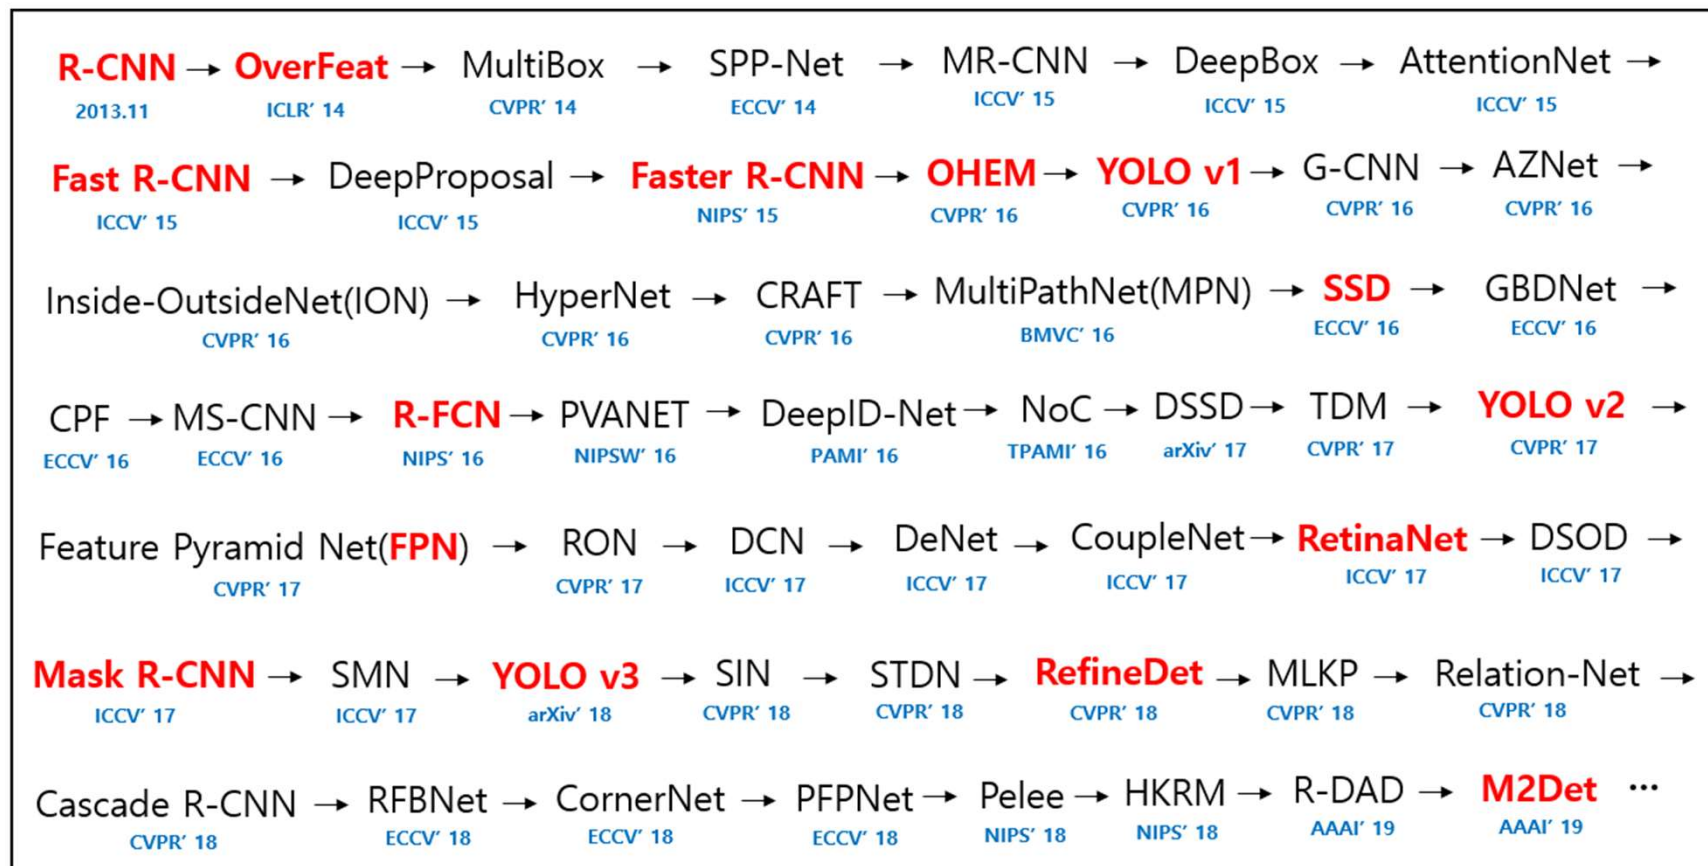 R-CNN → OverFeat → MultiBox → SPP-Net → MR-CNN → DeepBox → AttentionNet →
2013.11 ICLR' 14 CVPR' 14 ECCV' 14 ICCV' 15 ICCV' 15 ICCV' 15
Fast R-CNN → DeepProposal → Faster R-CNN → OHEM → YOLO v1 → G-CNN → AZNet →
ICCV' 15 ICCV' 15 NIPS' 15 CVPR' 16 CVPR' 16 CVPR' 16 CVPR' 16
Inside-OutsideNet(ION) → HyperNet → CRAFT → MultiPathNet(MPN) → SSD → GBDNet →
CVPR' 16 CVPR' 16 CVPR' 16 BMVC' 16 ECCV' 16 ECCV' 16
CPF → MS-CNN → R-FCN → PVANET → DeepID-Net → NoC → DSSD → TDM → YOLO v2 →
ECCV' 16 ECCV' 16 NIPS' 16 NIPSW' 16 PAMI' 16 TPAMI' 16 arXiv' 17 CVPR' 17 CVPR' 17
Feature Pyramid Net(FPN) → RON → DCN → DeNet → CoupleNet → RetinaNet → DSOD →
CVPR' 17 CVPR' 17 ICCV' 17 ICCV' 17 ICCV' 17 ICCV' 17 ICCV' 17
Mask R-CNN → SMN → YOLO v3 → SIN → STDN → RefineDet → MLKP → Relation-Net →
ICCV' 17 ICCV' 17 arXiv' 18 CVPR' 18 CVPR' 18 CVPR' 18 CVPR' 18 CVPR' 18
Cascade R-CNN → RFBNet → CornerNet → PFPNet → Pelee → HKRM → R-DAD → M2Det ···
CVPR' 18 ECCV' 18 ECCV' 18 ECCV' 18 NIPS' 18 NIPS' 18 AAAI' 19 AAAI' 19